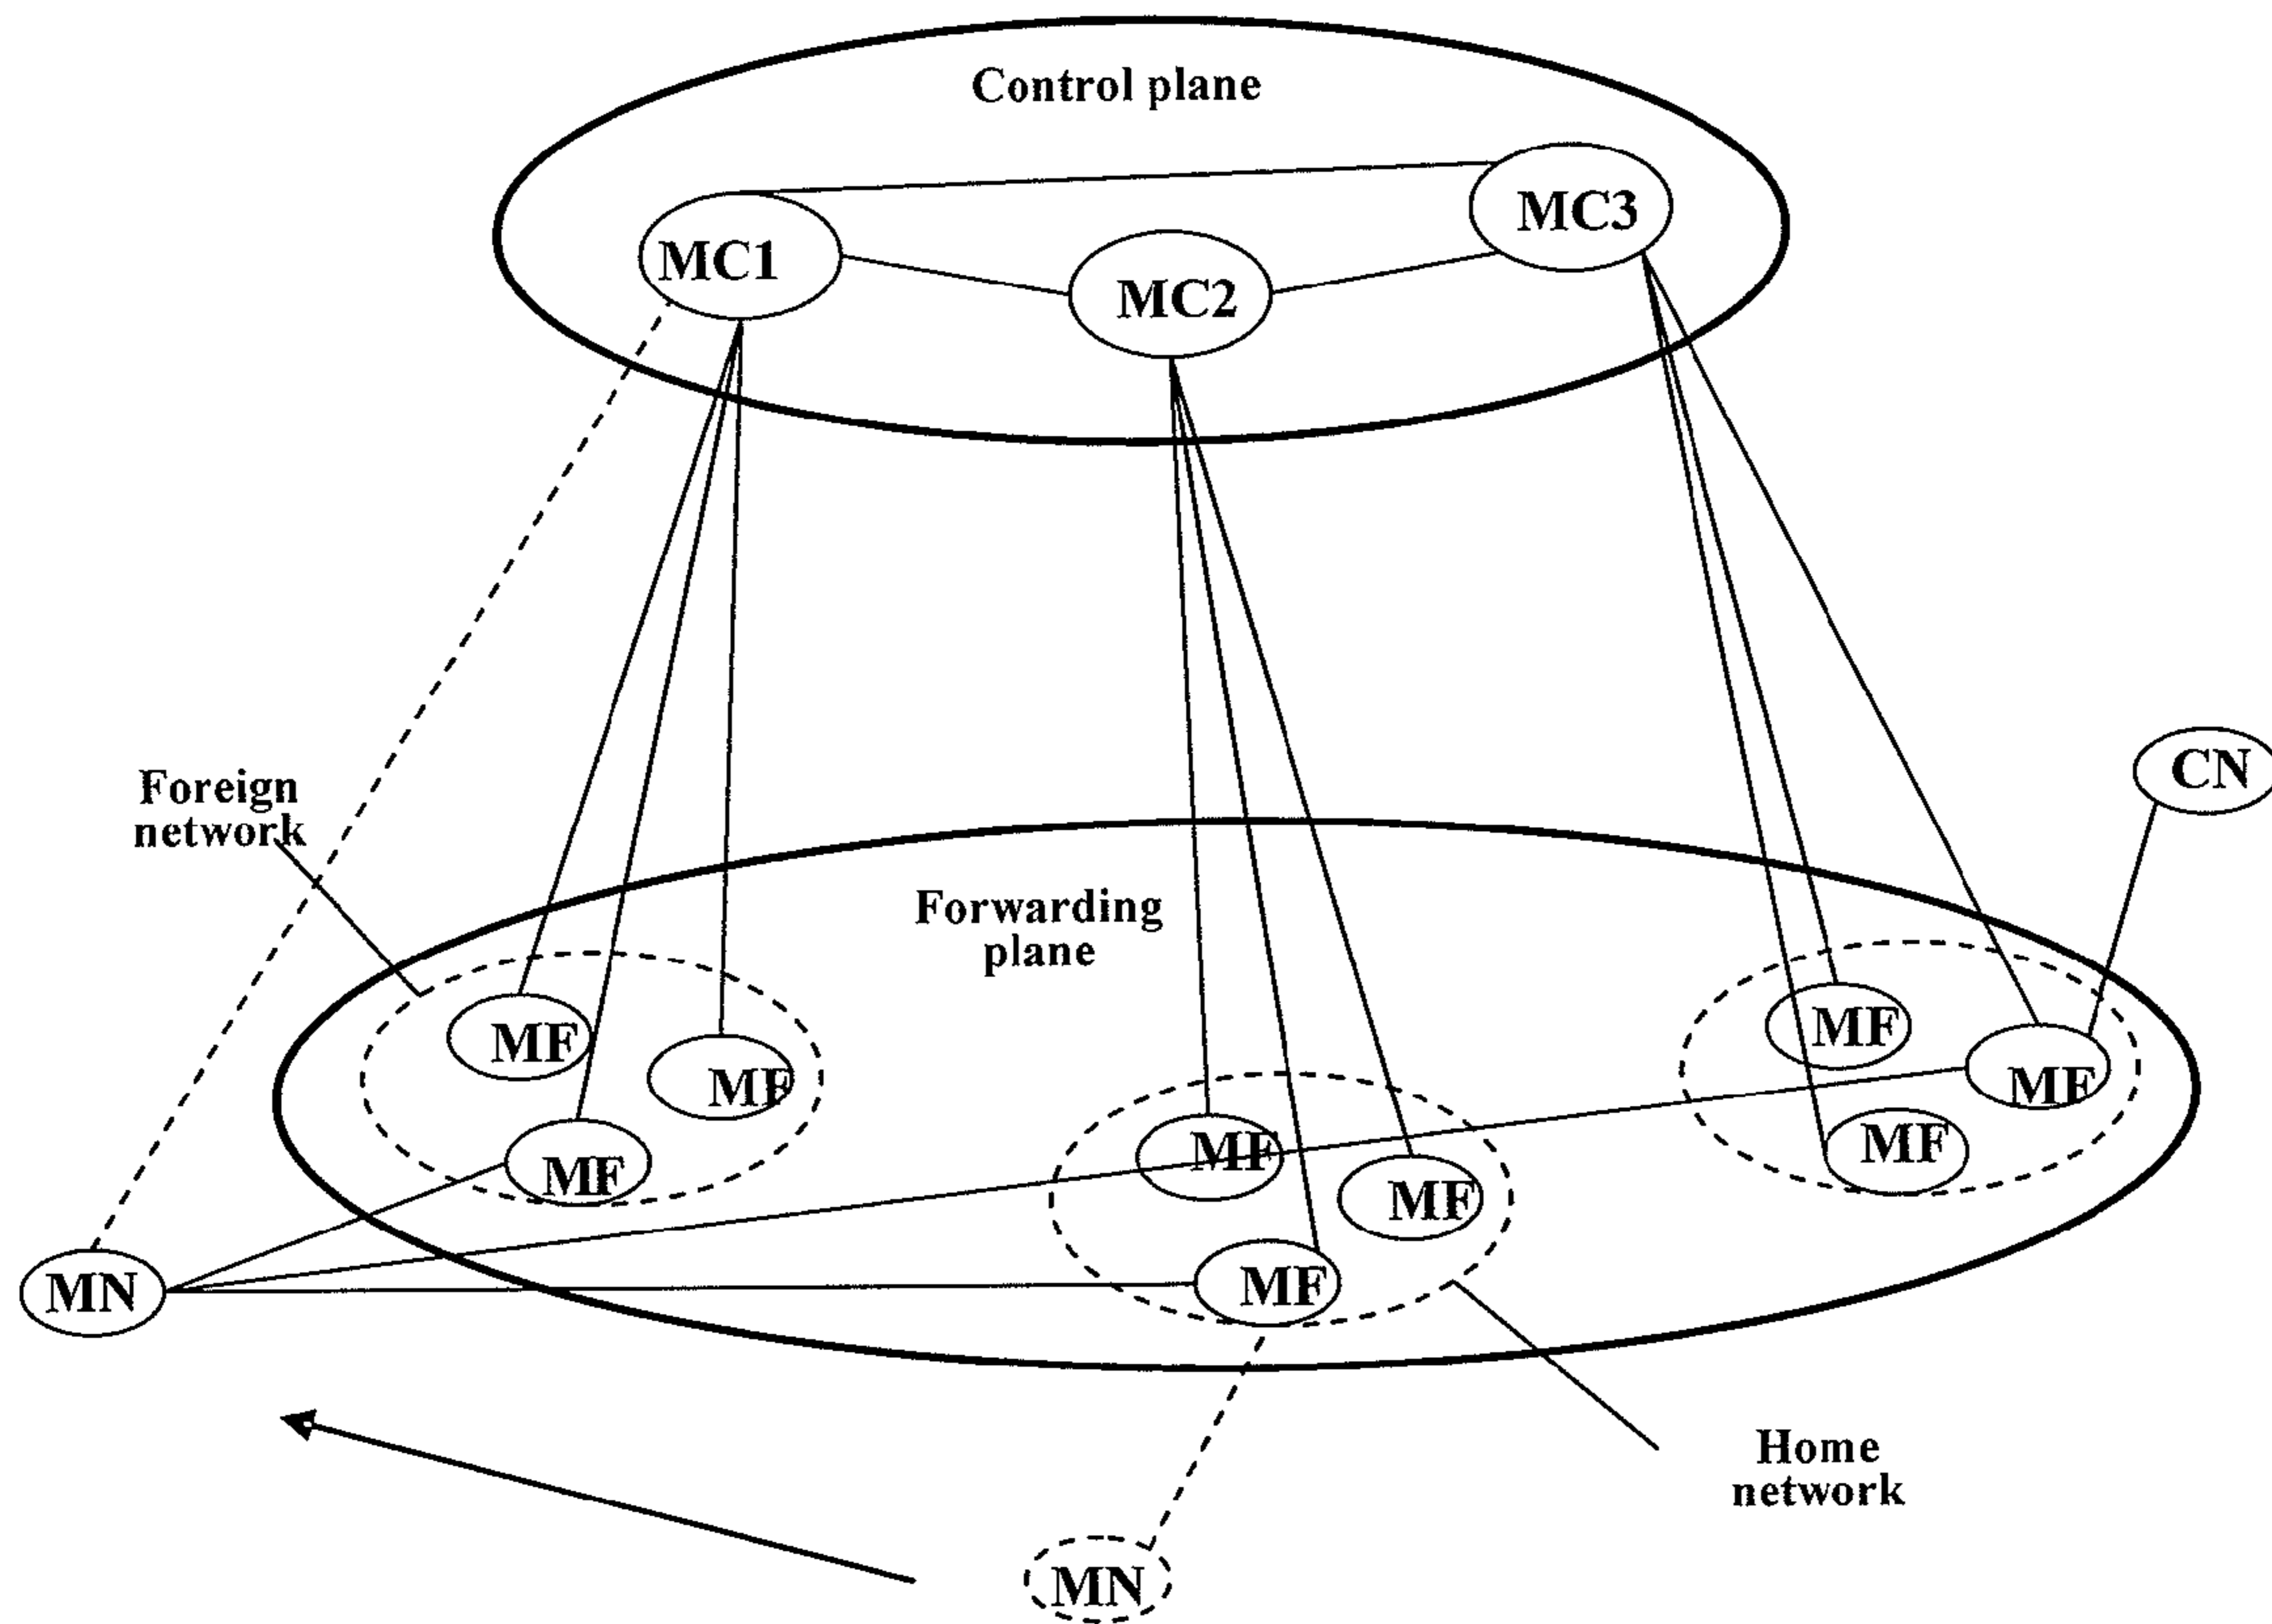 Control plane
MC3
MC1
MC2
CN
Foreign
network
Forwarding
plane
MF
MF
MF
MF
MF
MF
MF
MF
MF
MN
Home
network
MN